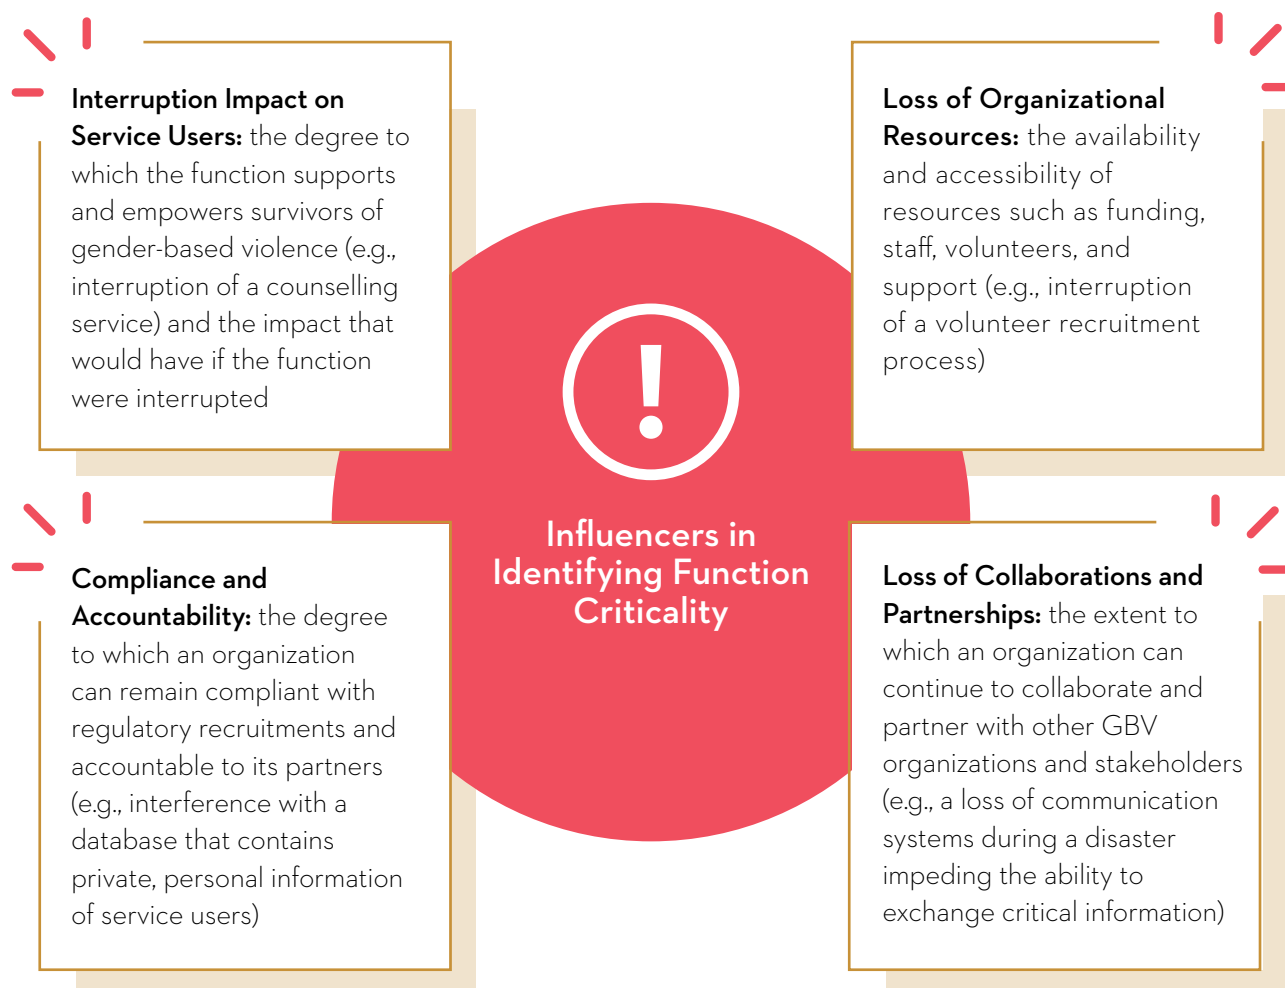 Interruption Impact on
Service Users: the degree to
which the function supports
and empowers survivors of
gender-based violence (e.g.,
interruption of a counselling
service) and the impact that
would have if the function
were interrupted
Loss of Organizational
Resources: the availability
and accessibility of
resources such as funding,
staff, volunteers, and
support (e.g., interruption
of a volunteer recruitment
process)
!
Influencers in
Identifying Function
Criticality
Compliance and
Accountability: the degree
to which an organization
can remain compliant with
regulatory recruitments and
accountable to its partners
(e.g., interference with a
database that contains
private, personal information
of service users)
Loss of Collaborations and
Partnerships: the extent to
which an organization can
continue to collaborate and
partner with other GBV
organizations and stakeholders
(e.g., a loss of communication
systems during a disaster
impeding the ability to
exchange critical information)